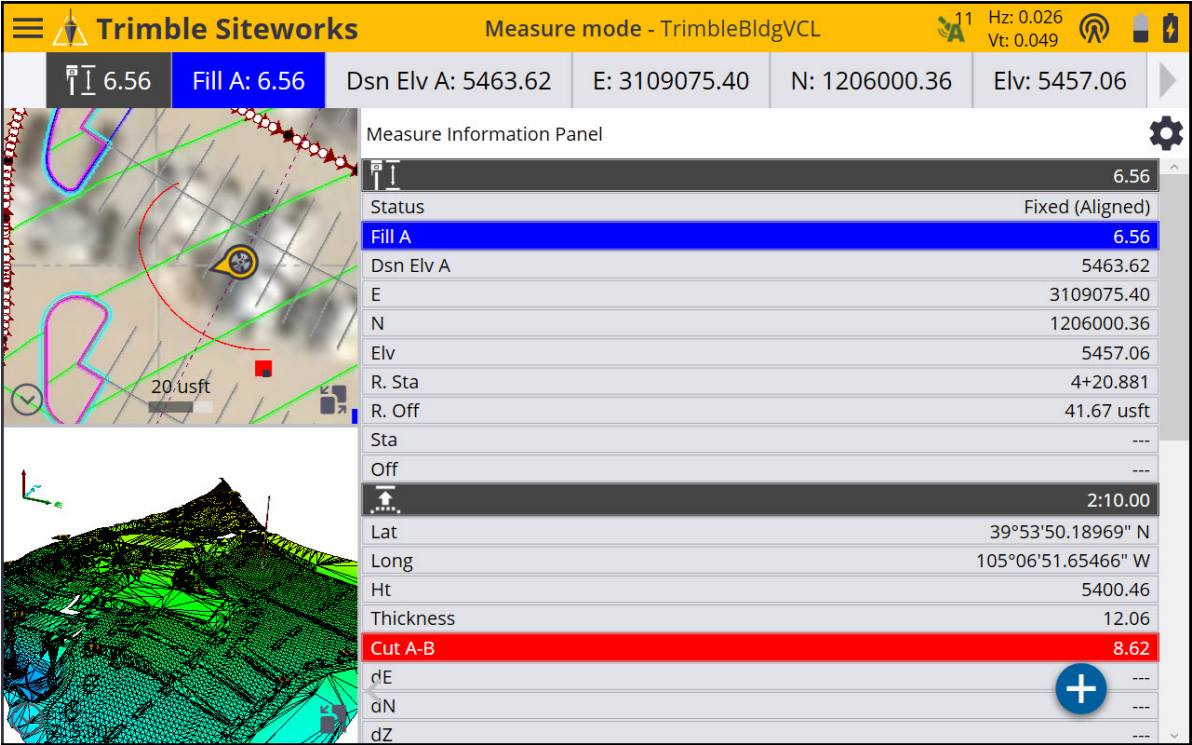 Trimble Siteworks
Measure mode - TrimbleBldgVCL
11
Hz: 0.026
Vt: 0.049
6.56
Fill A: 6.56
Dsn Elv A: 5463.62
E: 3109075.40
N: 1206000.36
Elv: 5457.06
20 usft
Measure Information Panel
6.56
Status Fixed (Aligned)
Fill A 6.56
Dsn Elv A 5463.62
E 3109075.40
N 1206000.36
Elv 5457.06
R. Sta 4+20.881
R. Off 41.67 usft
Sta ---
Off ---
2:10.00
Lat 39°53'50.18969" N
Long 105°06'51.65466" W
Ht 5400.46
Thickness 12.06
Cut A-B 8.62
dE ---
dN ---
dZ ---